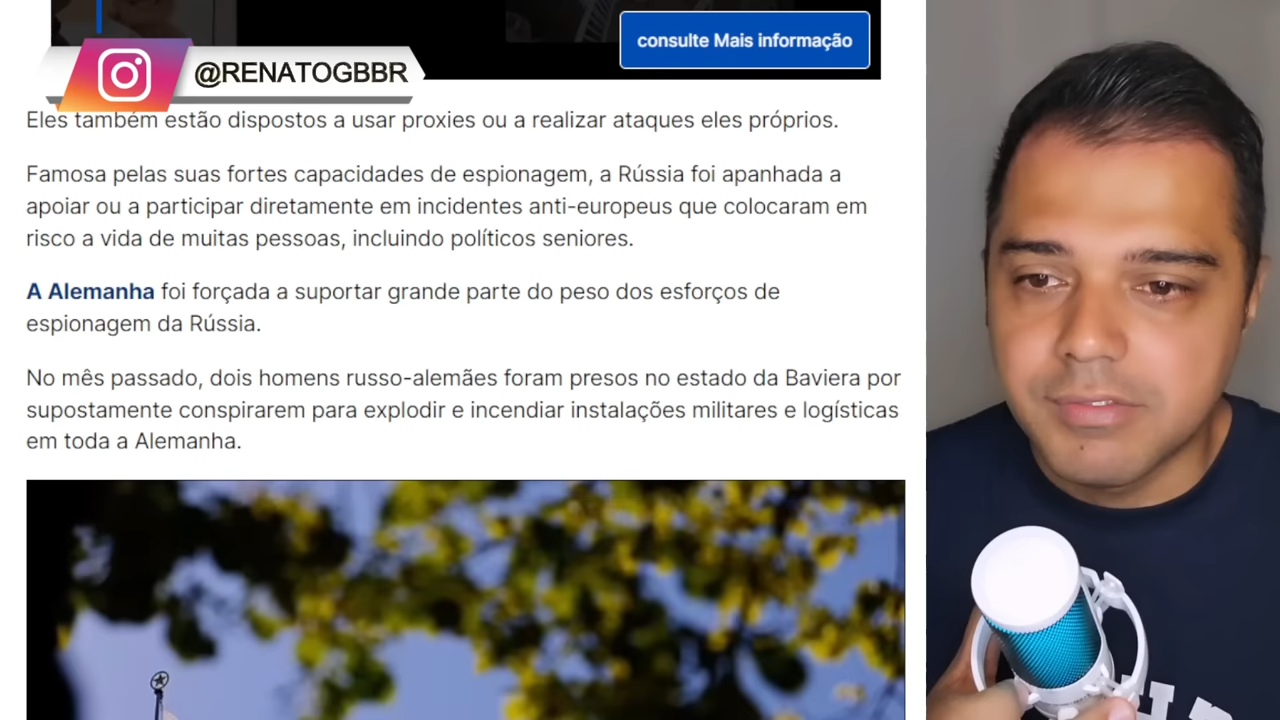 consulte Mais informação
@RENATOGBBR
Eles também estão dispostos a usar proxies ou a realizar ataques eles próprios.
Famosa pelas suas fortes capacidades de espionagem, a Rússia foi apanhada a
apoiar ou a participar diretamente em incidentes anti-europeus que colocaram em
risco a vida de muitas pessoas, incluindo políticos seniores.
A Alemanha foi forçada a suportar grande parte do peso dos esforços de
espionagem da Rússia.
No mês passado, dois homens russo-alemães foram presos no estado da Baviera por
supostamente conspirarem para explodir e incendiar instalações militares e logísticas
em toda a Alemanha.